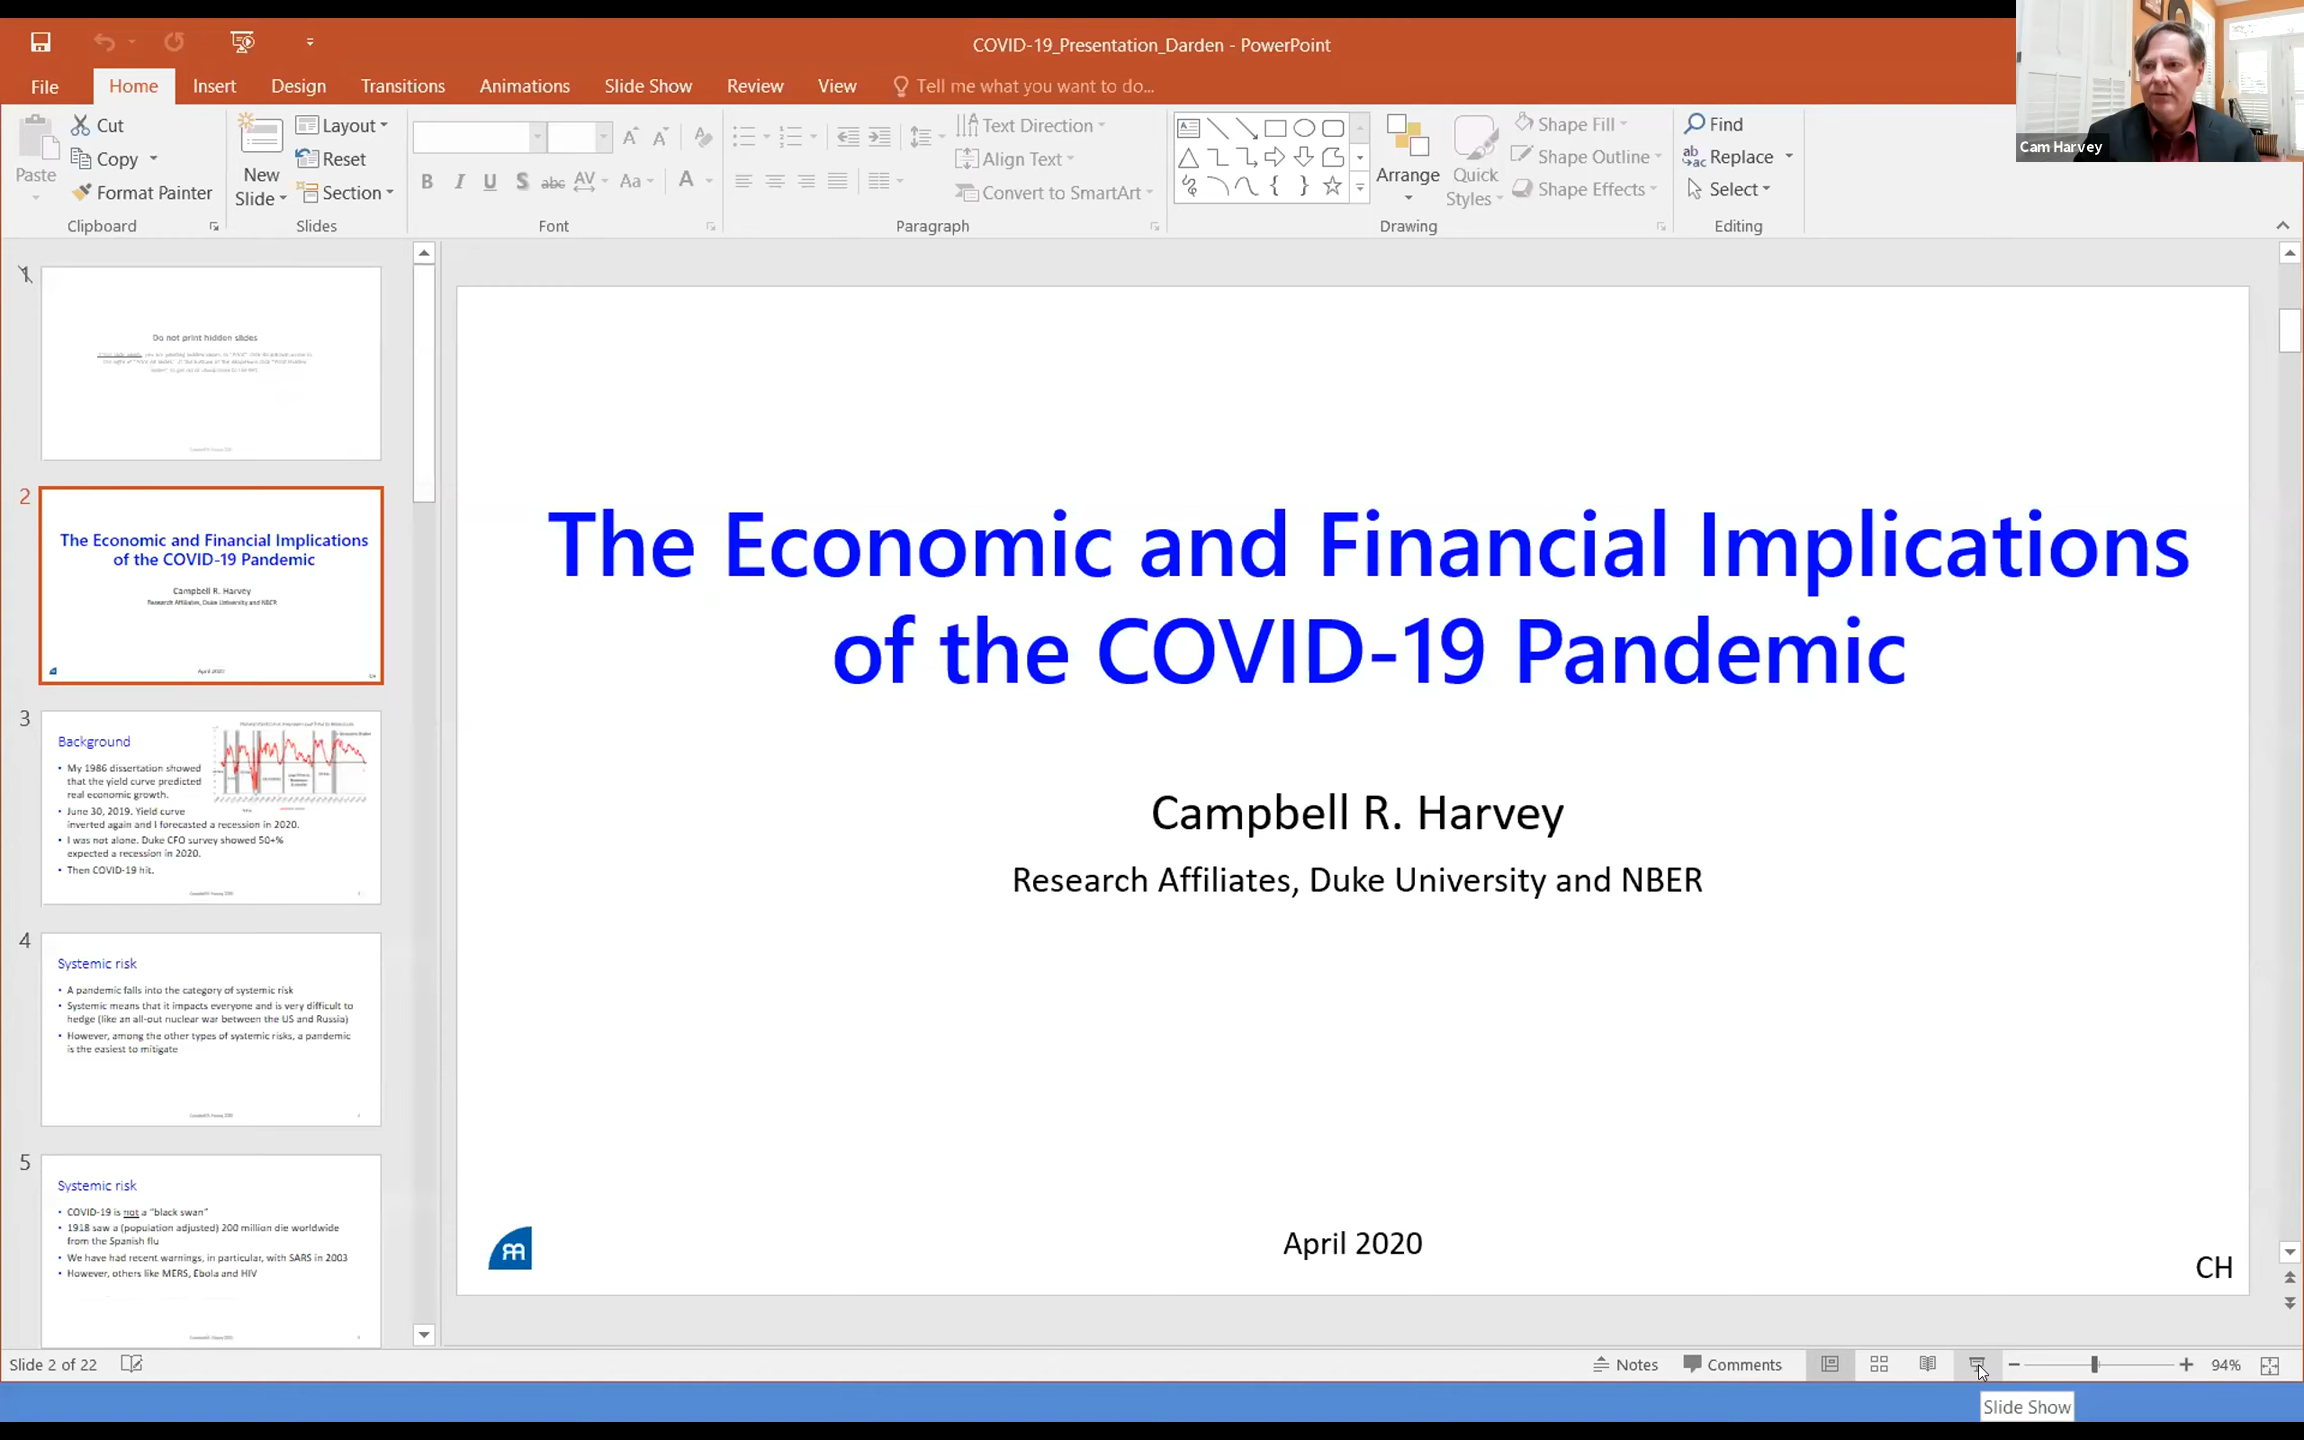 COVID-19_Presentation_Darden - PowerPoint
File Home Insert Design Transitions Animations Slide Show Review View Tell me what you want to do...
Cam Harvey
Paste
Cut
Copy
Format Painter
Clipboard
New Slide
Layout
Reset
Section
Slides
B I U S abc AV Aa A
Font
Text Direction
Align Text
Convert to SmartArt
Paragraph
Arrange
Quick Styles
Shape Fill
Shape Outline
Shape Effects
Drawing
Find
Replace
Select
Editing
1
Do not print hidden slides
2
The Economic and Financial Implications
of the COVID-19 Pandemic
Campbell R. Harvey
Research Affiliates, Duke University and NBER
April 2020
CH
3
Background
• My 1986 dissertation showed
that the yield curve predicted
real economic growth.
• June 30, 2019. Yield curve
inverted again and I forecasted a recession in 2020.
• I was not alone. Duke CFO survey showed 50+%
expected a recession in 2020.
• Then COVID-19 hit.
4
Systemic risk
• A pandemic falls into the category of systemic risk
• Systemic means that it impacts everyone and is very difficult to
hedge (like an all-out nuclear war between the US and Russia)
• However, among the other types of systemic risks, a pandemic
is the easiest to mitigate
5
Systemic risk
• COVID-19 is not a "black swan"
• 1918 saw a (population adjusted) 200 million die worldwide
from the Spanish flu
• We have had recent warnings, in particular, with SARS in 2003
• However, others like MERS, Ebola and HIV
The Economic and Financial Implications
of the COVID-19 Pandemic
Campbell R. Harvey
Research Affiliates, Duke University and NBER
April 2020
CH
Slide 2 of 22
Notes
Comments
94%
Slide Show